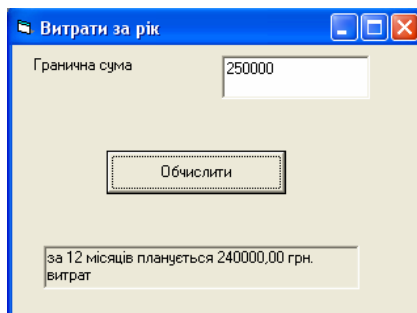 Витрати за рік
Гранична сума
250000
Обчислити
за 12 місяців планується 240000,00 грн.
витрат